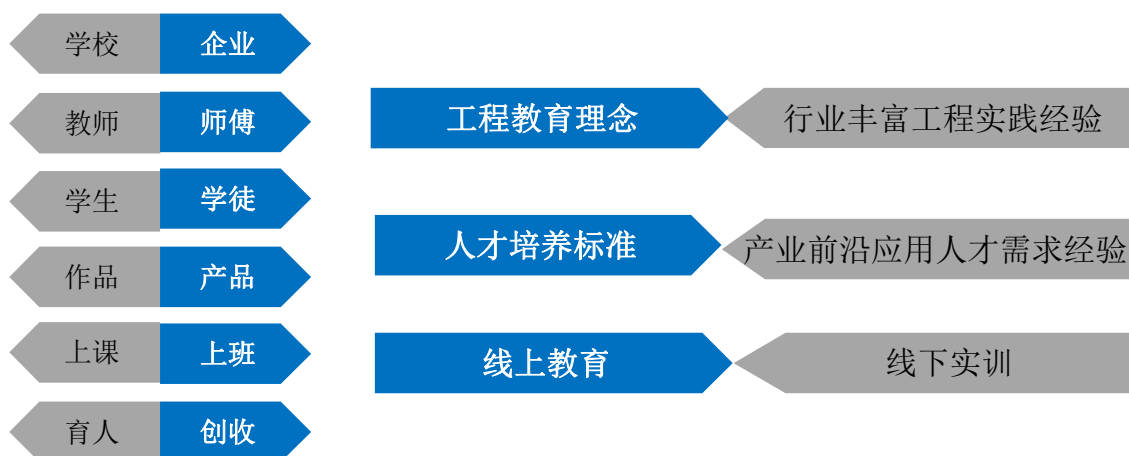 学校 企业
教师 师傅
学生 学徒
作品 产品
上课 上班
育人 创收
工程教育理念 行业丰富工程实践经验
人才培养标准 产业前沿应用人才需求经验
线上教育 线下实训